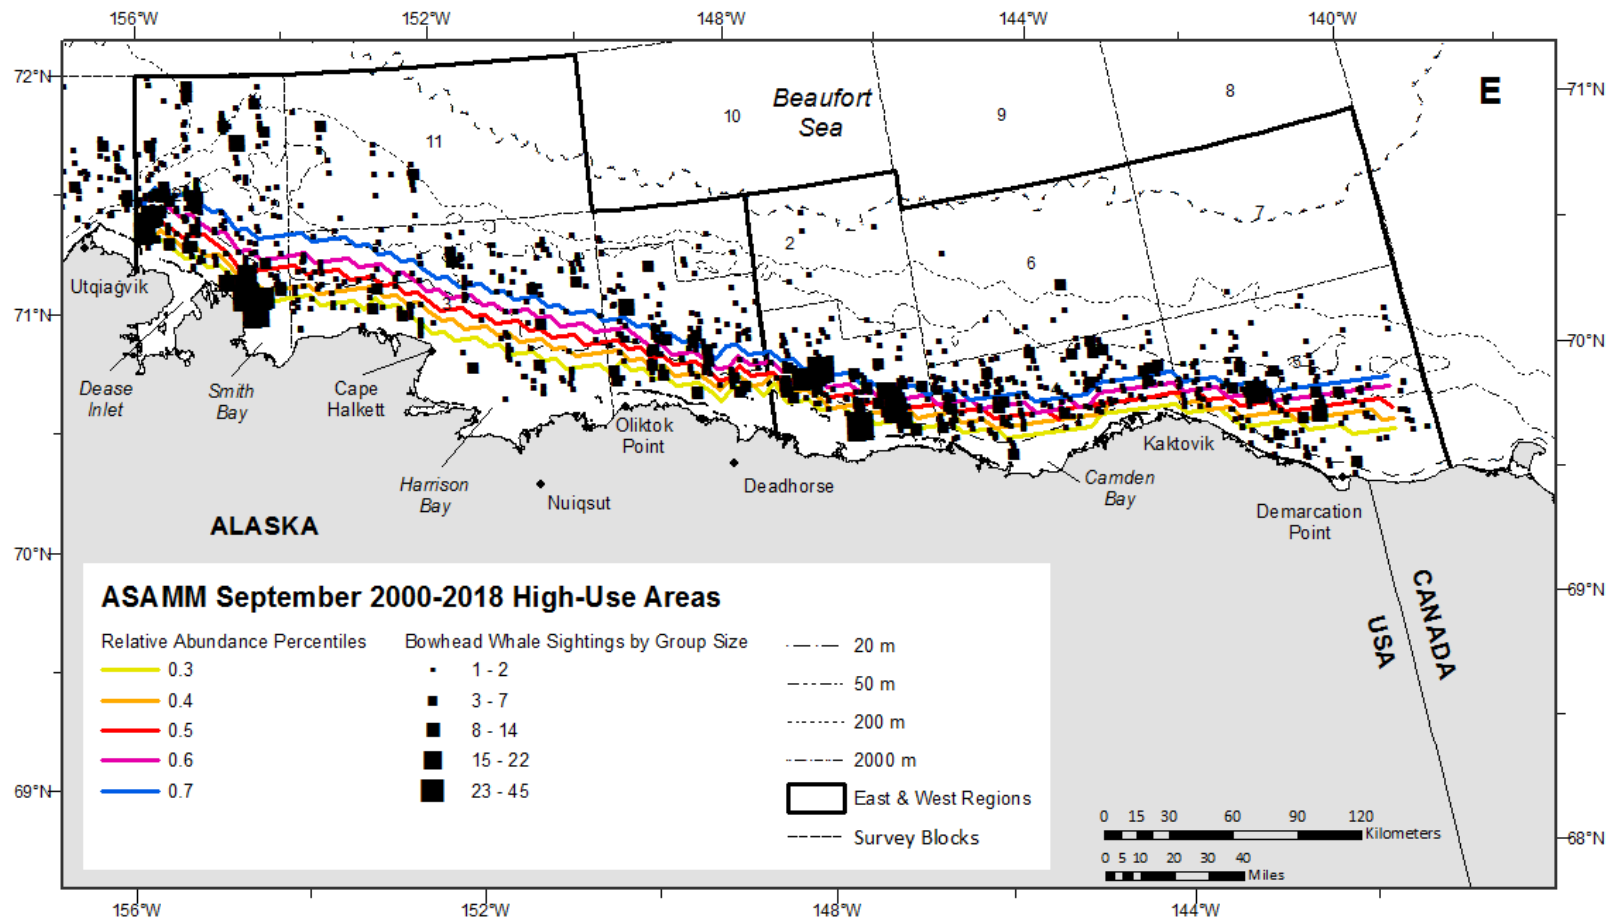 156°W 152°W 148°W 144°W 140°W
72°N
71°N
70°N
69°N
71°N
70°N
69°N
68°N
E
Beaufort
Sea
8
9
10
11
7
2
6
3
5
4
Utqiaġvik
Dease
Inlet
Smith
Bay
Cape
Halkett
Harrison
Bay
Oliktok
Point
Nuiqsut
Deadhorse
Kaktovik
Camden
Bay
Demarcation
Point
ALASKA
CANADA
USA
ASAMM September 2000-2018 High-Use Areas
Relative Abundance Percentiles
0.3
0.4
0.5
0.6
0.7
Bowhead Whale Sightings by Group Size
1 - 2
3 - 7
8 - 14
15 - 22
23 - 45
20 m
50 m
200 m
2000 m
East & West Regions
Survey Blocks
0 15 30 60 90 120
Kilometers
0 5 10 20 30 40
Miles
156°W 152°W 148°W 144°W